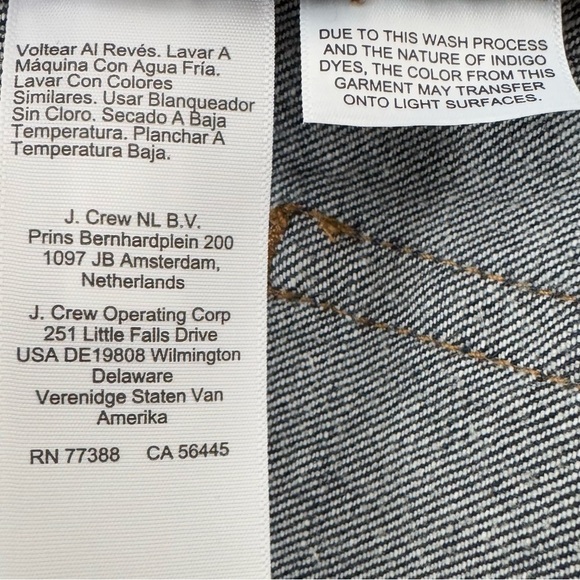 Voltear Al Revés. Lavar A
Máquina Con Agua Fría.
Lavar Con Colores
Similares. Usar Blanqueador
Sin Cloro. Secado A Baja
Temperatura. Planchar A
Temperatura Baja.
J. Crew NL B.V.
Prins Bernhardplein 200
1097 JB Amsterdam,
Netherlands
J. Crew Operating Corp
251 Little Falls Drive
USA DE19808 Wilmington
Delaware
Verenidge Staten Van
Amerika
RN 77388 CA 56445
DUE TO THIS WASH PROCESS
AND THE NATURE OF INDIGO
DYES, THE COLOR FROM THIS
GARMENT MAY TRANSFER
ONTO LIGHT SURFACES.